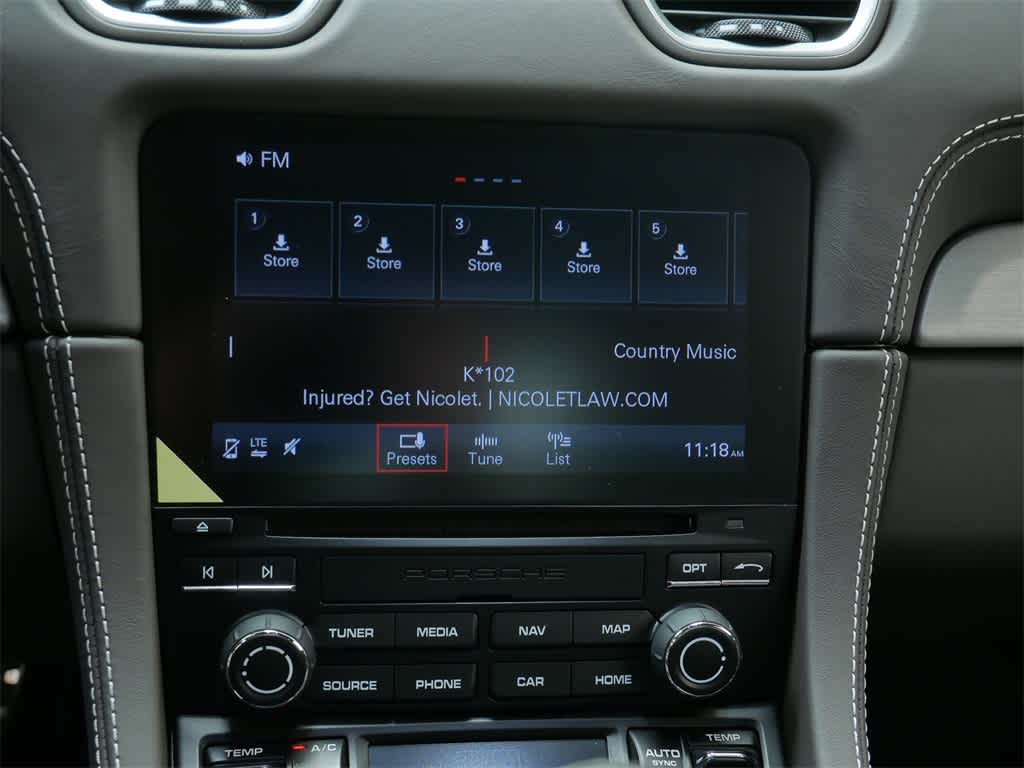 FM
1 2 3 4 5
Store Store Store Store Store
Country Music
K*102
Injured? Get Nicolet. | NICOLETLAW.COM
LTE
Presets Tune List 11:18 AM
PORSCHE
OPT
TUNER MEDIA NAV MAP
SOURCE PHONE CAR HOME
TEMP A/C AUTO SYNC TEMP